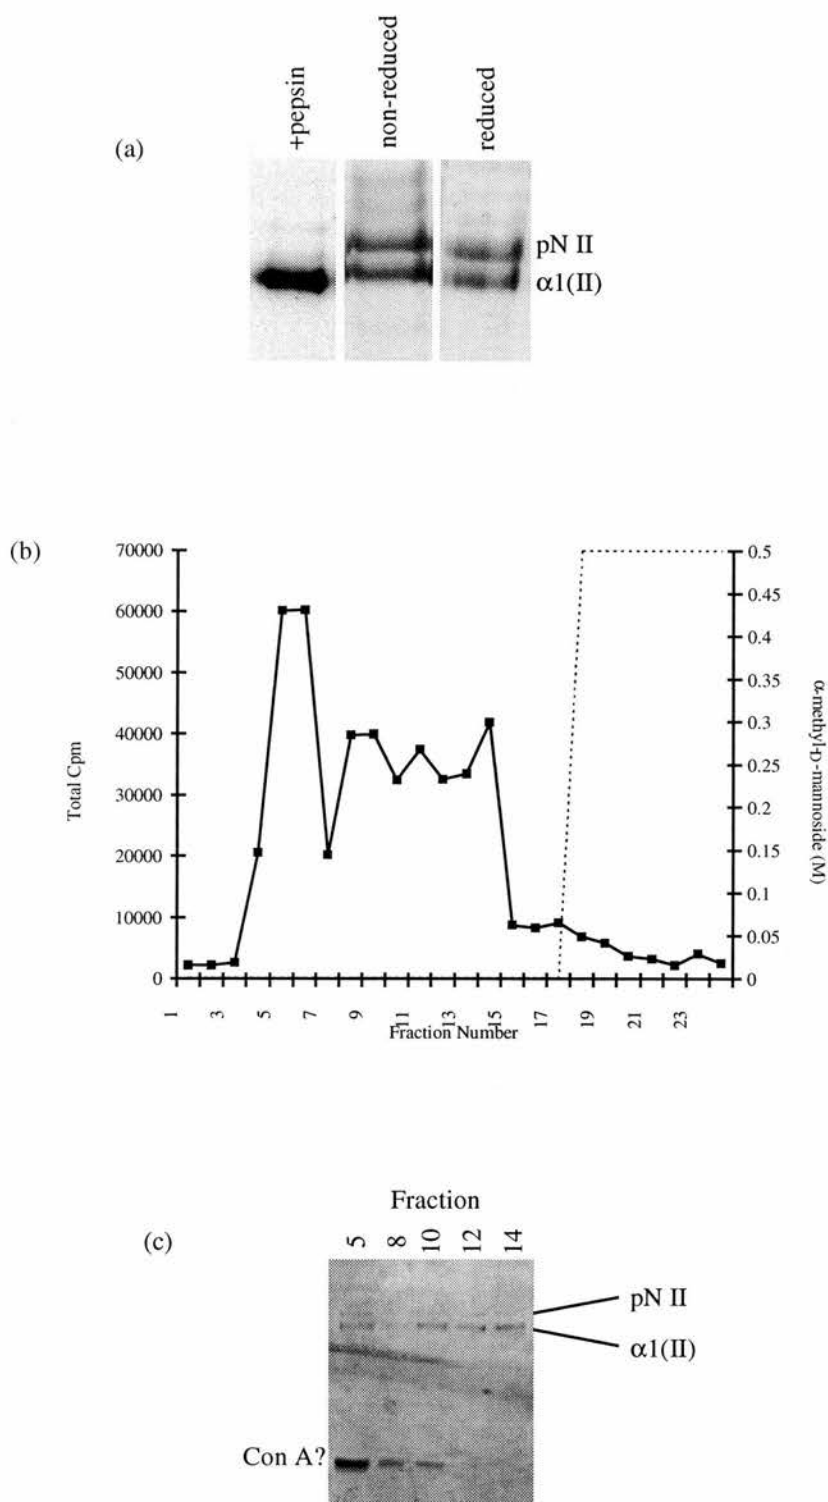 (a)
+pepsin
non-reduced
reduced
pN II
α1(II)
(b)
Total Cpm
70000
60000
50000
40000
30000
20000
10000
0
0.5
0.45
0.4
0.35
0.3
0.25
0.2
0.15
0.1
0.05
0
α-methyl-D-mannoside (M)
1
3
5
7
9
11
13
15
17
19
21
23
Fraction Number
(c)
Fraction
5
8
10
12
14
pN II
α1(II)
Con A?